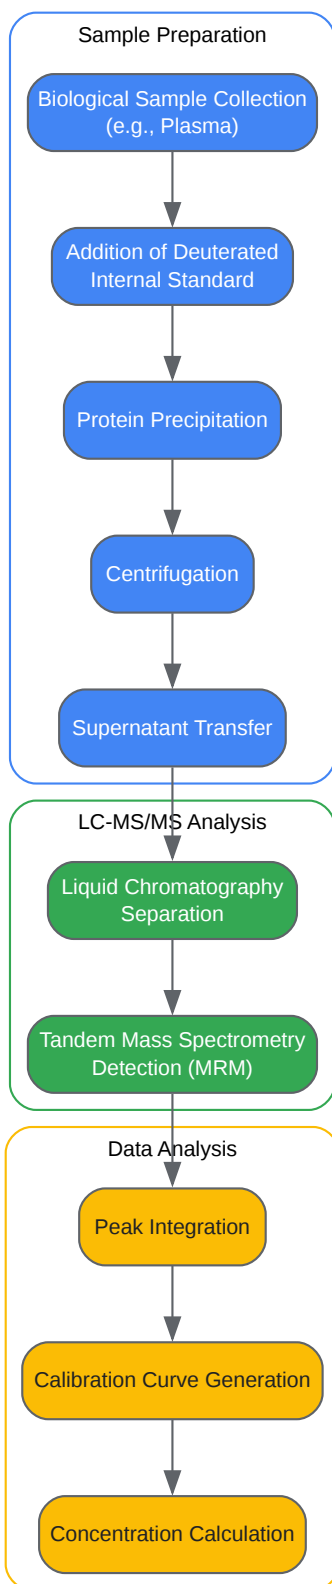 Sample Preparation
Biological Sample Collection
(e.g., Plasma)
Addition of Deuterated
Internal Standard
Protein Precipitation
Centrifugation
Supernatant Transfer
LC-MS/MS Analysis
Liquid Chromatography
Separation
Tandem Mass Spectrometry
Detection (MRM)
Data Analysis
Peak Integration
Calibration Curve Generation
Concentration Calculation